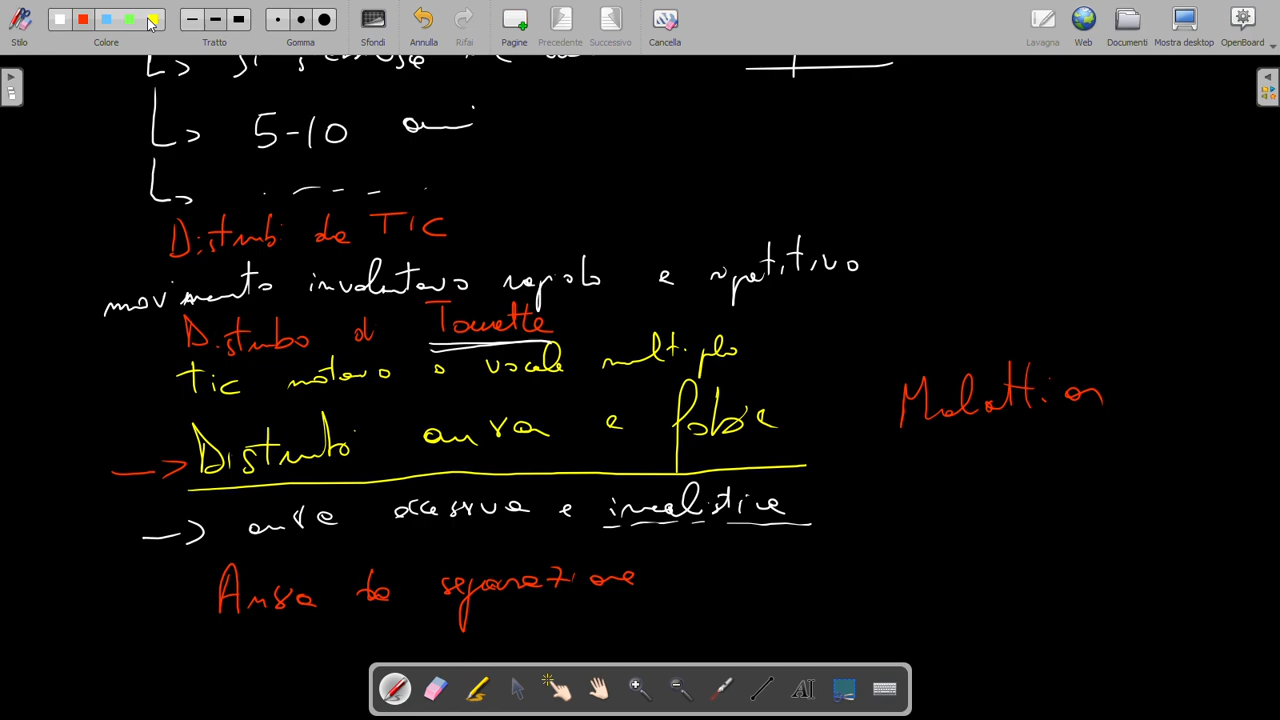 Stilo Colore Tratto Gomma Sfondi Annulla Rifai Pagine Precedente Successivo Cancella Lavagna Web Documenti Mostra desktop OpenBoard
5-10 anni
Disturbi da TIC
movimento involontario rapido e ripetitivo
Disturbo di Tourette
Tic motorio o vocale multiplo
Malattia
Disturbo ansia e fobie
ansia eccessiva e irrealistica
Ansia da separazione